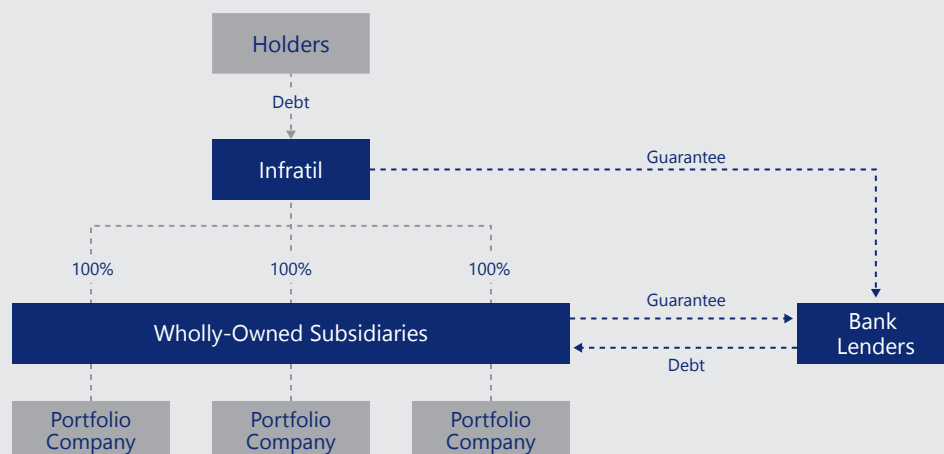 Holders
Debt
Infratil
Guarantee
100%
100%
100%
Guarantee
Wholly-Owned Subsidiaries
Bank
Lenders
Debt
Portfolio
Company
Portfolio
Company
Portfolio
Company